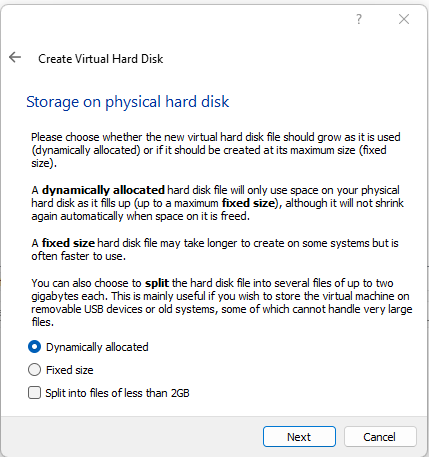 ?
Create Virtual Hard Disk
Storage on physical hard disk
Please choose whether the new virtual hard disk file should grow as it is used
(dynamically allocated) or if it should be created at its maximum size (fixed
size).
A dynamically allocated hard disk file will only use space on your physical
hard disk as it fills up (up to a maximum fixed size), although it will not shrink
again automatically when space on it is freed.
A fixed size hard disk file may take longer to create on some systems but is
often faster to use.
You can also choose to split the hard disk file into several files of up to two
gigabytes each. This is mainly useful if you wish to store the virtual machine on
removable USB devices or old systems, some of which cannot handle very large
files.
Dynamically allocated
Fixed size
Split into files of less than 2GB
Next Cancel